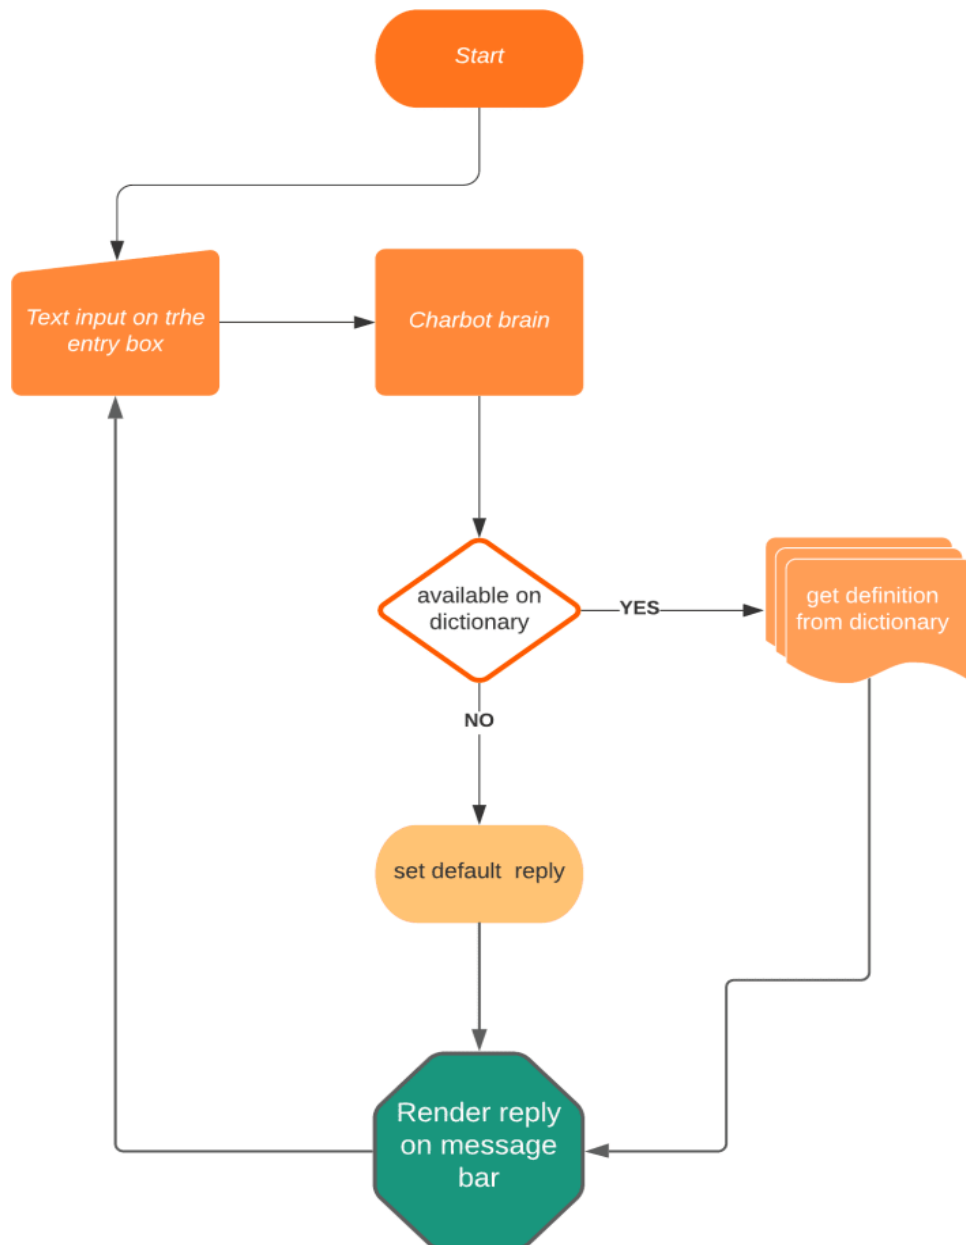 Start
Text input on trhe
entry box
Charbot brain
available on
dictionary
YES
get definition
from dictionary
NO
set default  reply
Render reply
on message
bar